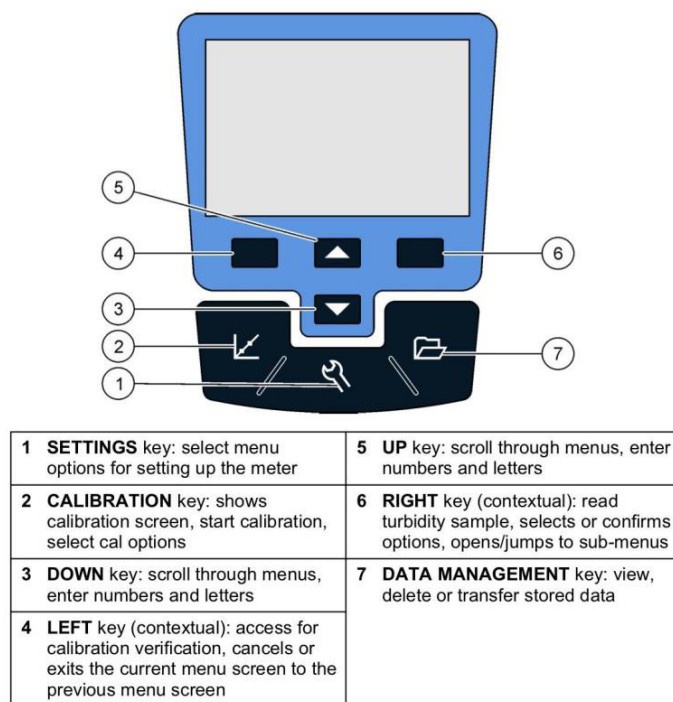 5
4
6
3
2
7
1
1 SETTINGS key: select menu
options for setting up the meter
2 CALIBRATION key: shows
calibration screen, start calibration,
select cal options
3 DOWN key: scroll through menus,
enter numbers and letters
4 LEFT key (contextual): access for
calibration verification, cancels or
exits the current menu screen to the
previous menu screen
5 UP key: scroll through menus, enter
numbers and letters
6 RIGHT key (contextual): read
turbidity sample, selects or confirms
options, opens/jumps to sub-menus
7 DATA MANAGEMENT key: view,
delete or transfer stored data